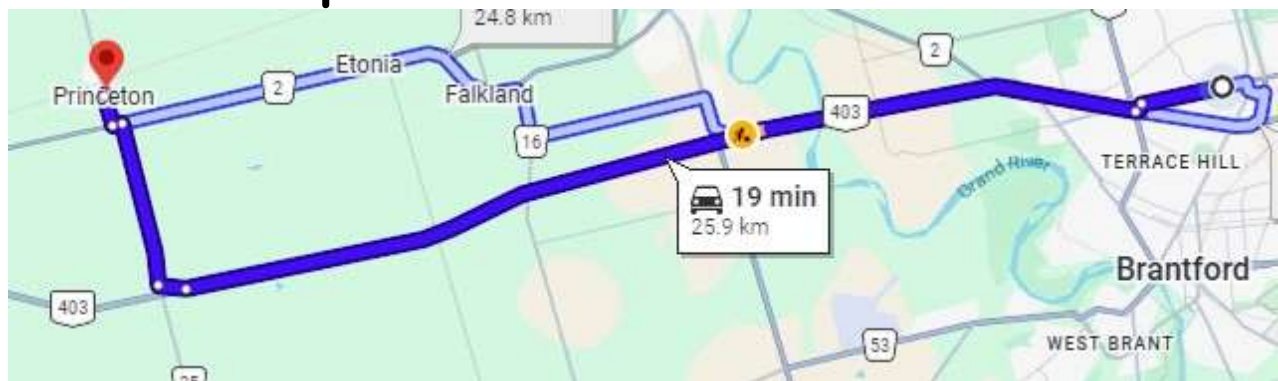 24.8 km
2
Etonia
2
Princeton
Falkland
403
16
TERRACE HILL
Grand River
19 min
25.9 km
Brantford
403
53
WEST BRANT